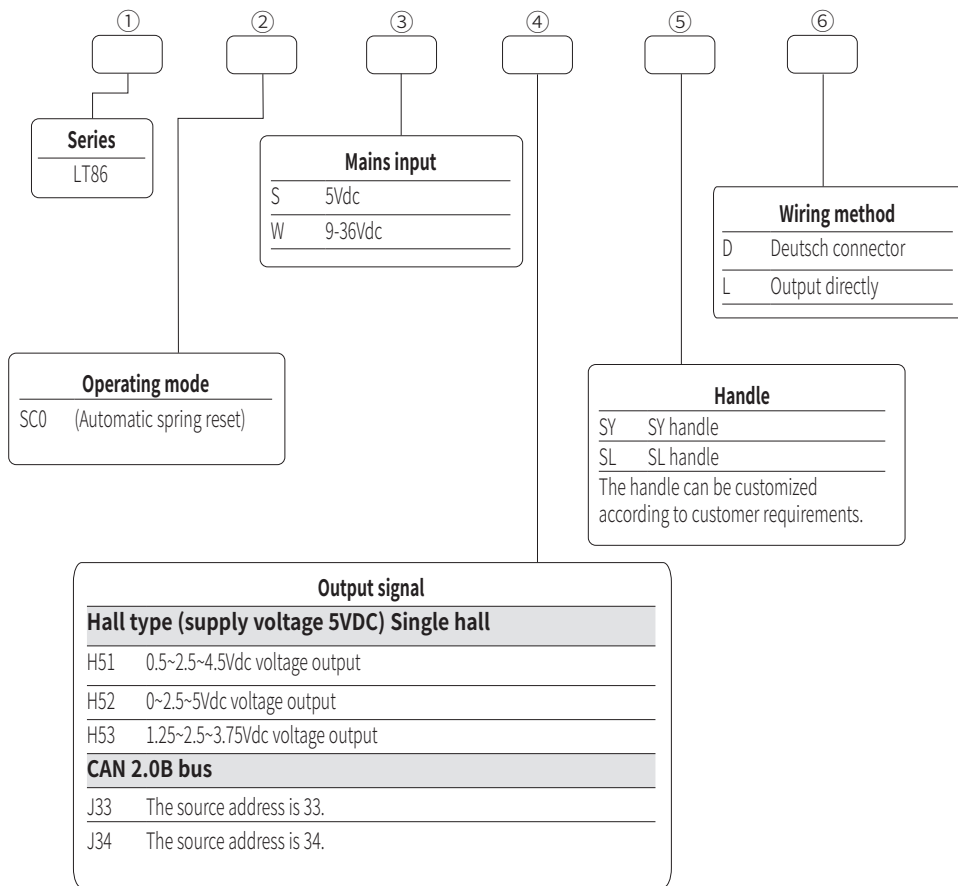 ① ② ③ ④ ⑤ ⑥
Series
LT86
Mains input
S 5Vdc
W 9-36Vdc
Wiring method
D Deutsch connector
L Output directly
Operating mode
SC0 (Automatic spring reset)
Handle
SY SY handle
SL SL handle
The handle can be customized
according to customer requirements.
Output signal
Hall type (supply voltage 5VDC) Single hall
H51 0.5~2.5~4.5Vdc voltage output
H52 0~2.5~5Vdc voltage output
H53 1.25~2.5~3.75Vdc voltage output
CAN 2.0B bus
J33 The source address is 33.
J34 The source address is 34.